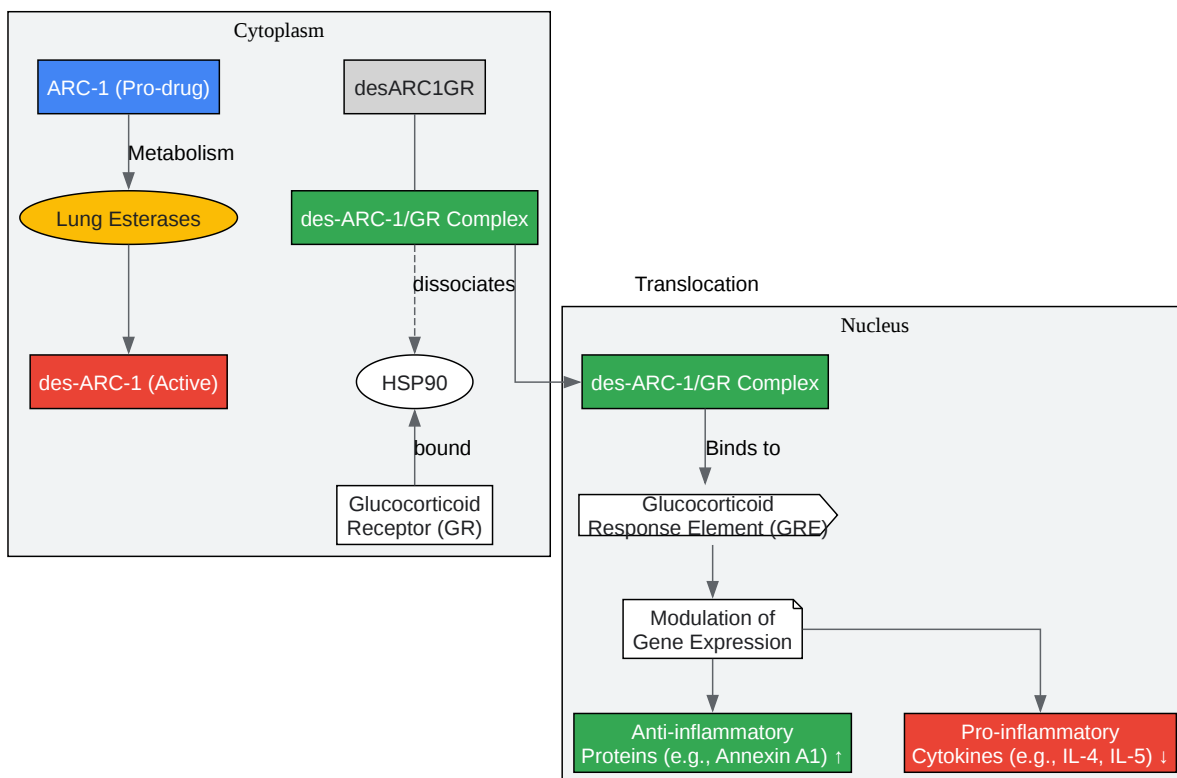 Cytoplasm
ARC-1 (Pro-drug)
desARC1GR
Metabolism
Lung Esterases
des-ARC-1/GR Complex
dissociates
Translocation
Nucleus
des-ARC-1 (Active)
HSP90
des-ARC-1/GR Complex
bound
Binds to
Glucocorticoid
Receptor (GR)
Glucocorticoid
Response Element (GRE)
Modulation of
Gene Expression
Anti-inflammatory
Proteins (e.g., Annexin A1) ↑
Pro-inflammatory
Cytokines (e.g., IL-4, IL-5) ↓